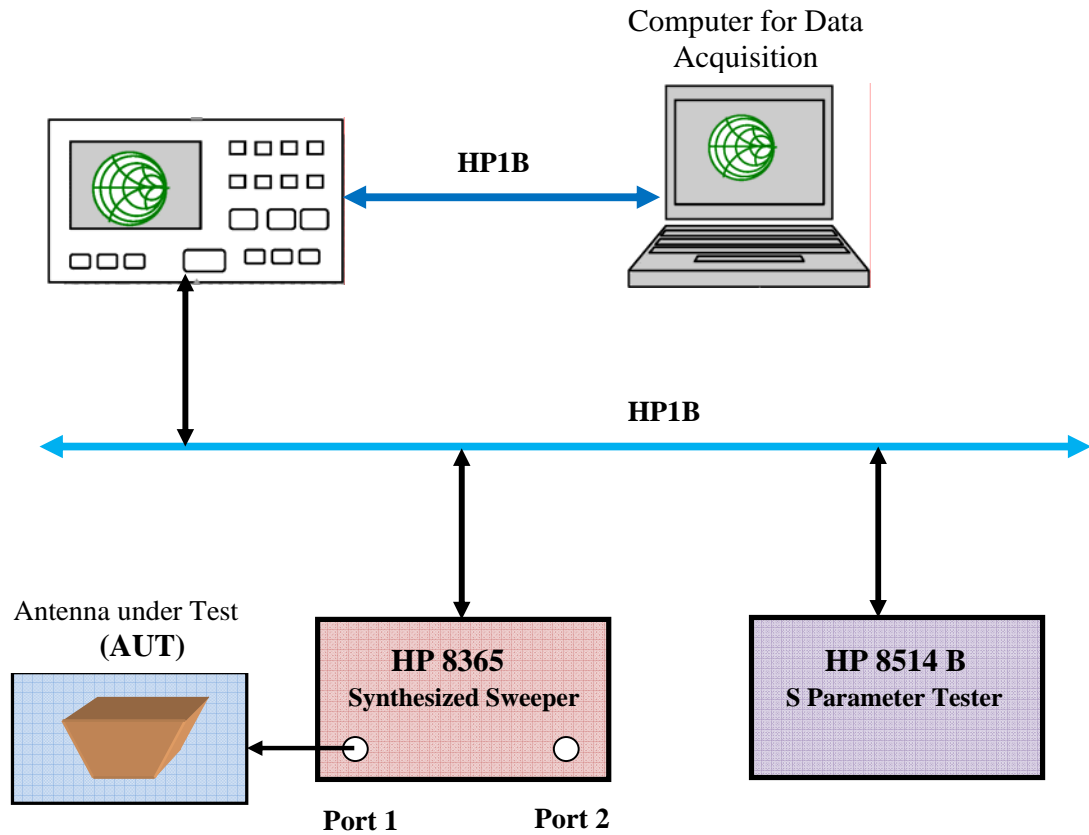 Computer for Data
Acquisition
HP1B
HP1B
Antenna under Test
(AUT)
HP 8365
Synthesized Sweeper
HP 8514 B
S Parameter Tester
Port 1
Port 2